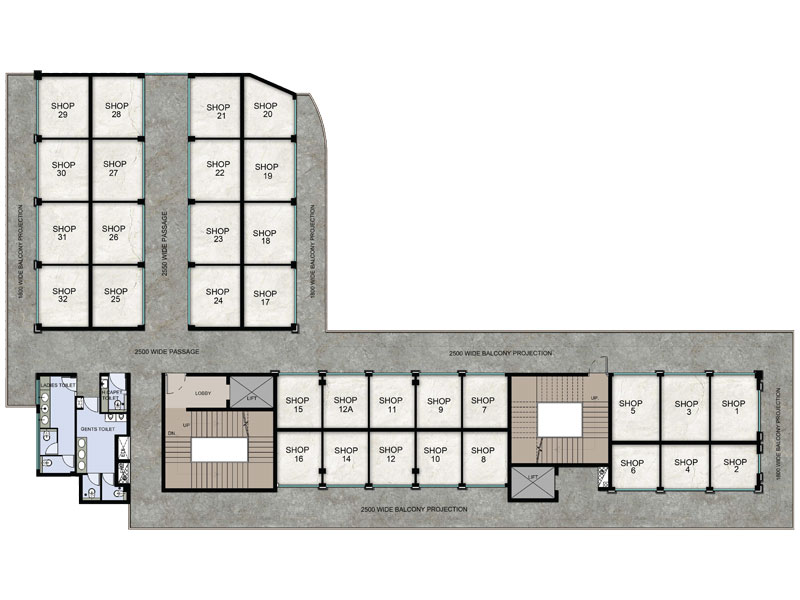 SHOP
29
SHOP
28
SHOP
21
SHOP
20
SHOP
30
SHOP
27
SHOP
22
SHOP
19
SHOP
31
SHOP
26
SHOP
23
SHOP
18
SHOP
32
SHOP
25
SHOP
24
SHOP
17
1800 WIDE BALCONY PROJECTION
2550 WIDE PASSAGE
1800 WIDE BALCONY PROJECTION
2500 WIDE PASSAGE
2500 WIDE BALCONY PROJECTION
LADIES TOILET
GENTS TOILET
LOBBY
LIFT
UP
Dn.
SHOP
15
SHOP
12A
SHOP
11
SHOP
9
SHOP
7
SHOP
16
SHOP
14
SHOP
12
SHOP
10
SHOP
8
UP
LIFT
SHOP
5
SHOP
3
SHOP
1
SHOP
6
SHOP
4
SHOP
2
1800 WIDE BALCONY PROJECTION
2500 WIDE BALCONY PROJECTION